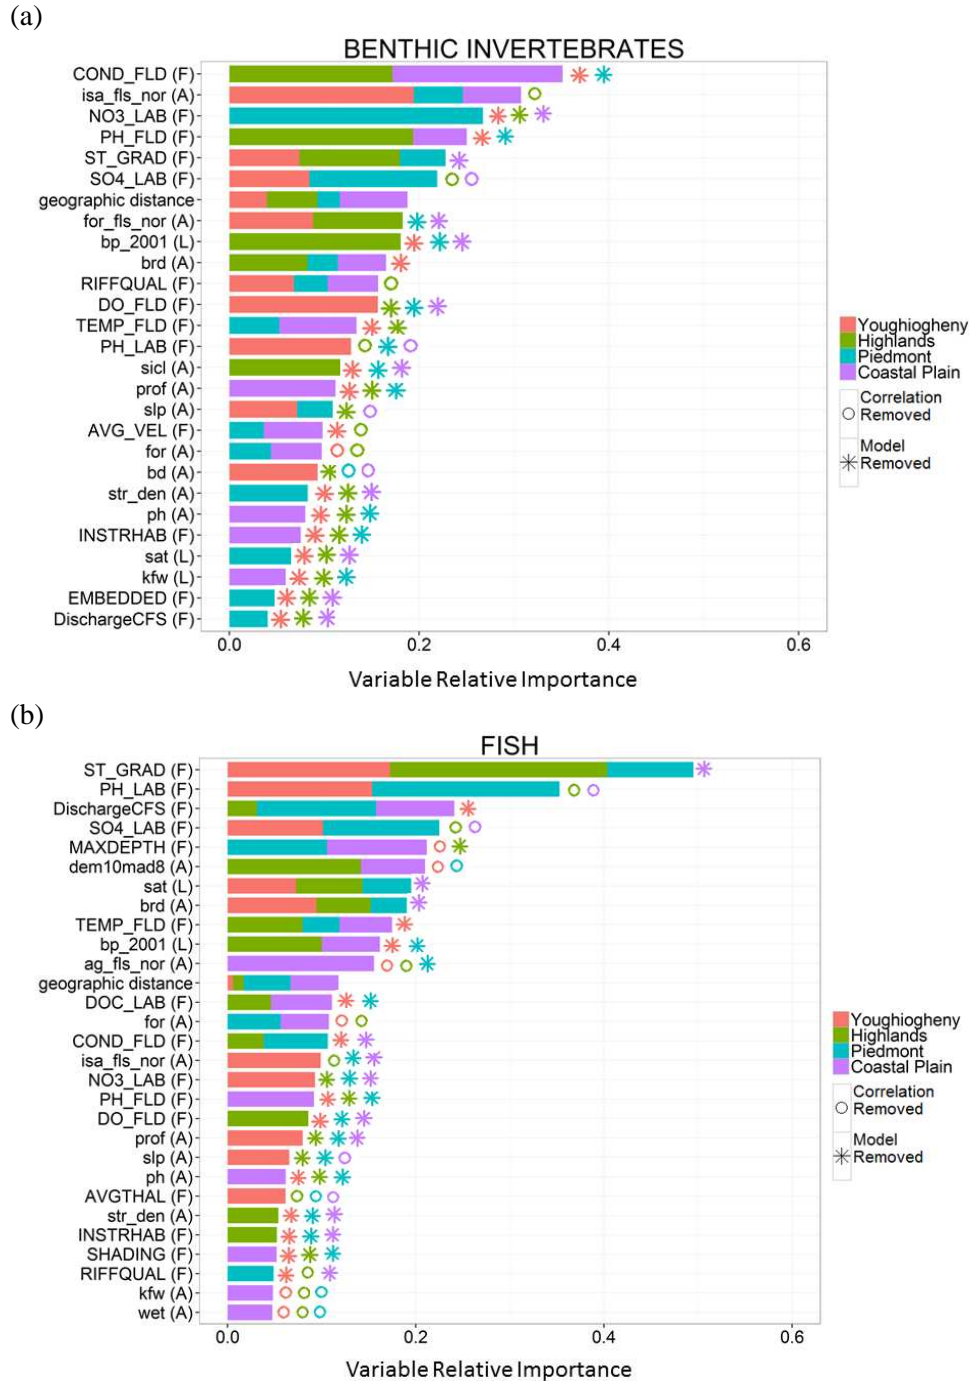 (a)
BENTHIC INVERTEBRATES
COND_FLD (F)
isa_fls_nor (A)
NO3_LAB (F)
PH_FLD (F)
ST_GRAD (F)
SO4_LAB (F)
geographic distance
for_fls_nor (A)
bp_2001 (L)
brd (A)
RIFFQUAL (F)
DO_FLD (F)
TEMP_FLD (F)
PH_LAB (F)
sicl (A)
prof (A)
slp (A)
AVG_VEL (F)
for (A)
bd (A)
str_den (A)
ph (A)
INSTRHAB (F)
sat (L)
kfw (L)
EMBEDDED (F)
DischargeCFS (F)
0.0 0.2 0.4 0.6
Variable Relative Importance
Youghiogheny
Highlands
Piedmont
Coastal Plain
Correlation
Removed
Model
Removed
(b)
FISH
ST_GRAD (F)
PH_LAB (F)
DischargeCFS (F)
SO4_LAB (F)
MAXDEPTH (F)
dem10mad8 (A)
sat (L)
brd (A)
TEMP_FLD (F)
bp_2001 (L)
ag_fls_nor (A)
geographic distance
DOC_LAB (F)
for (A)
COND_FLD (F)
isa_fls_nor (A)
NO3_LAB (F)
PH_FLD (F)
DO_FLD (F)
prof (A)
slp (A)
ph (A)
AVGTHAL (F)
str_den (A)
INSTRHAB (F)
SHADING (F)
RIFFQUAL (F)
kfw (A)
wet (A)
0.0 0.2 0.4 0.6
Variable Relative Importance
Youghiogheny
Highlands
Piedmont
Coastal Plain
Correlation
Removed
Model
Removed